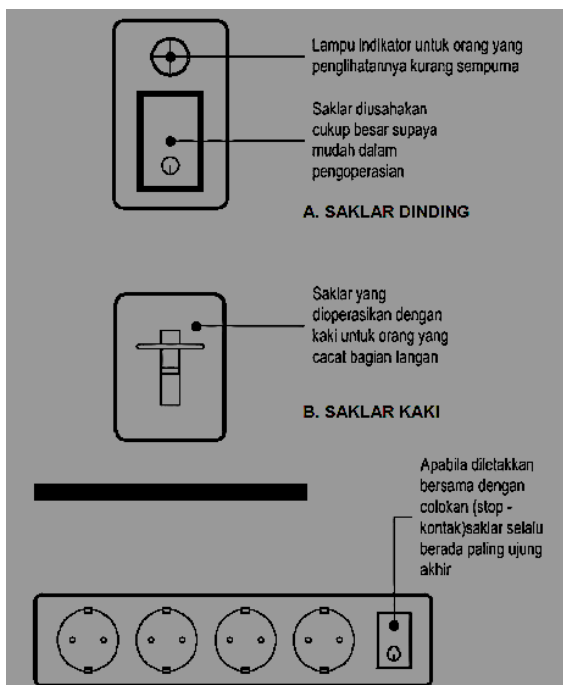 Lampu indikator untuk orang yang
penglihatannya kurang sempurna
Saklar diusahakan
cukup besar supaya
mudah dalam
pengoperasian
A. SAKLAR DINDING
Saklar yang
dioperasikan dengan
kaki untuk orang yang
cacat bagian tangan
B. SAKLAR KAKI
Apabila diletakkan
bersama dengan
colokan (stop -
kontak)saklar selalu
berada paling ujung
akhir